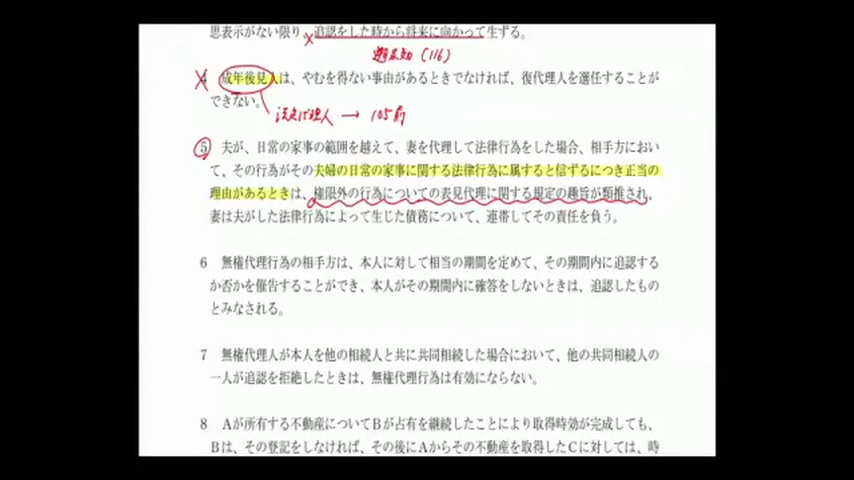 思表示がない限り、追認をした時から将来に向かって生ずる。
遡及効 (116)
4 成年後見人は、やむを得ない事由があるときでなければ、復代理人を選任することが
できない。
法定代理人 → 105前
5 夫が、日常の家事の範囲を越えて、妻を代理して法律行為をした場合、相手方におい
て、その行為がその夫婦の日常の家事に関する法律行為に属すると信ずるにつき正当の
理由があるときは、権限外の行為についての表見代理に関する規定の趣旨が類推され、
妻は夫がした法律行為によって生じた債務について、連帯してその責任を負う。
6 無権代理行為の相手方は、本人に対して相当の期間を定めて、その期間内に追認する
か否かを催告することができ、本人がその期間内に確答をしないときは、追認したもの
とみなされる。
7 無権代理人が本人を他の相続人と共に共同相続した場合において、他の共同相続人の
一人が追認を拒絶したときは、無権代理行為は有効にならない。
8 Aが所有する不動産についてBが占有を継続したことにより取得時効が完成しても、
Bは、その登記をしなければ、その後にAからその不動産を取得したCに対しては、時